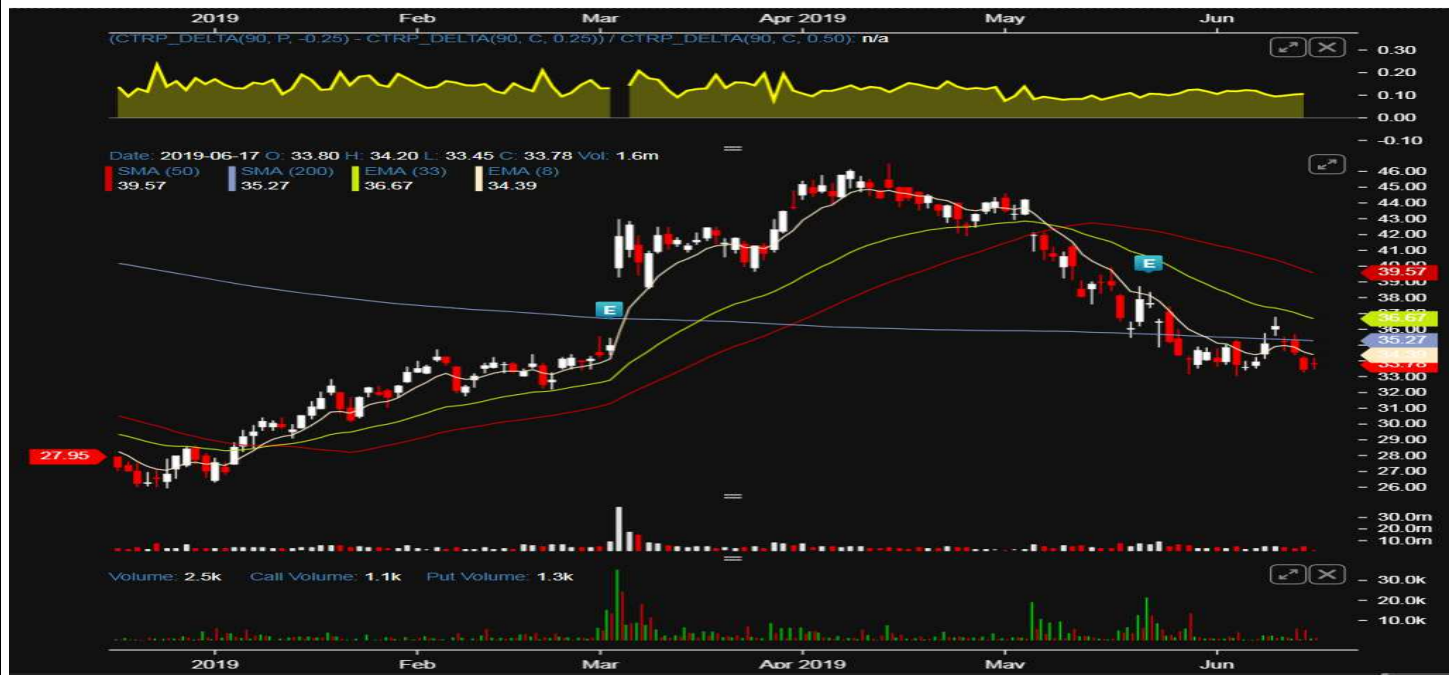 2019 Feb Mar Apr 2019 May Jun
(CTRP_DELTA(90, P, -0.25) - CTRP_DELTA(90, C, 0.25)) / CTRP_DELTA(90, C, 0.50): n/a
0.30
0.20
0.10
0.00
-0.10
Date: 2019-06-17 O: 33.80 H: 34.20 L: 33.45 C: 33.78 Vol: 1.6m
SMA (50) SMA (200) EMA (33) EMA (8)
39.57 35.27 36.67 34.39
46.00
45.00
44.00
43.00
42.00
41.00
39.57
39.00
38.00
36.67
36.00
35.27
34.39
33.78
33.00
32.00
31.00
30.00
29.00
28.00
27.00
26.00
E
E
27.95
30.0m
20.0m
10.0m
Volume: 2.5k Call Volume: 1.1k Put Volume: 1.3k
30.0k
20.0k
10.0k
2019 Feb Mar Apr 2019 May Jun